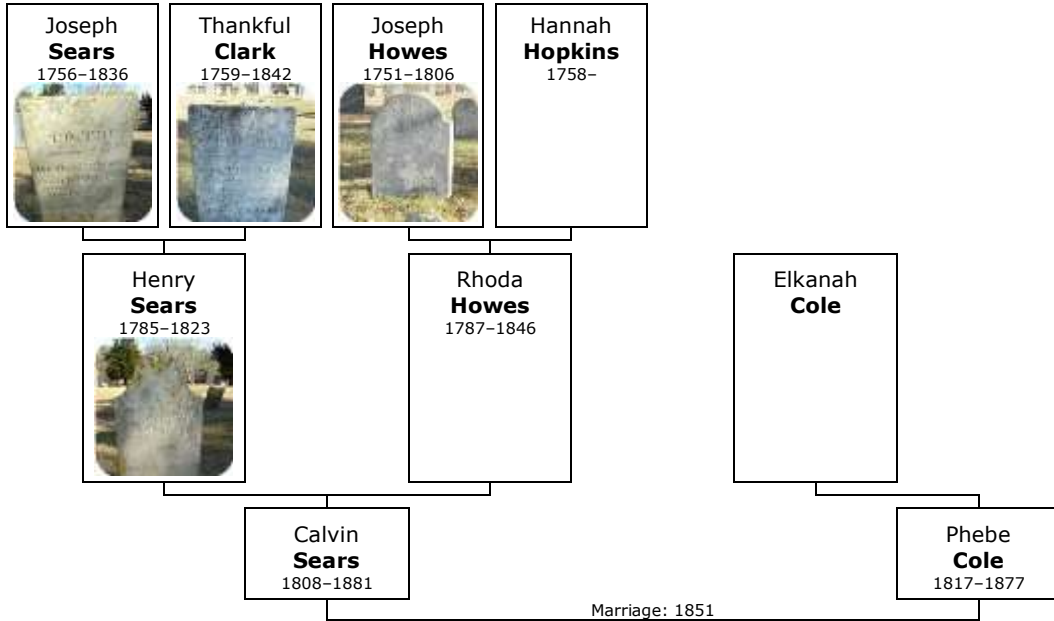 Joseph
Sears
1756–1836
Thankful
Clark
1759–1842
Joseph
Howes
1751–1806
Hannah
Hopkins
1758–
Henry
Sears
1785–1823
Rhoda
Howes
1787–1846
Elkanah
Cole
Calvin
Sears
1808–1881
Phebe
Cole
1817–1877
Marriage: 1851